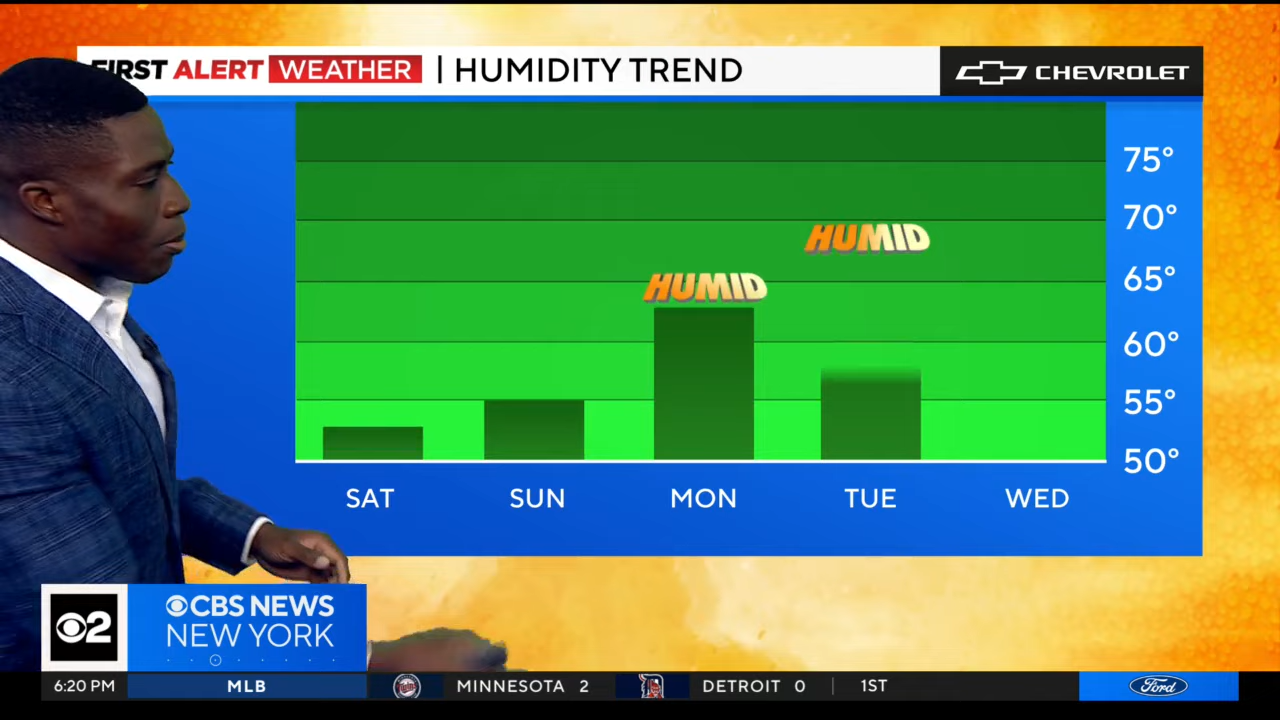 FIRST ALERT WEATHER | HUMIDITY TREND
CHEVROLET
75°
70°
65°
60°
55°
50°
HUMID
HUMID
SAT SUN MON TUE WED
2
CBS NEWS
NEW YORK
6:20 PM MLB MINNESOTA 2 DETROIT 0 | 1ST Ford